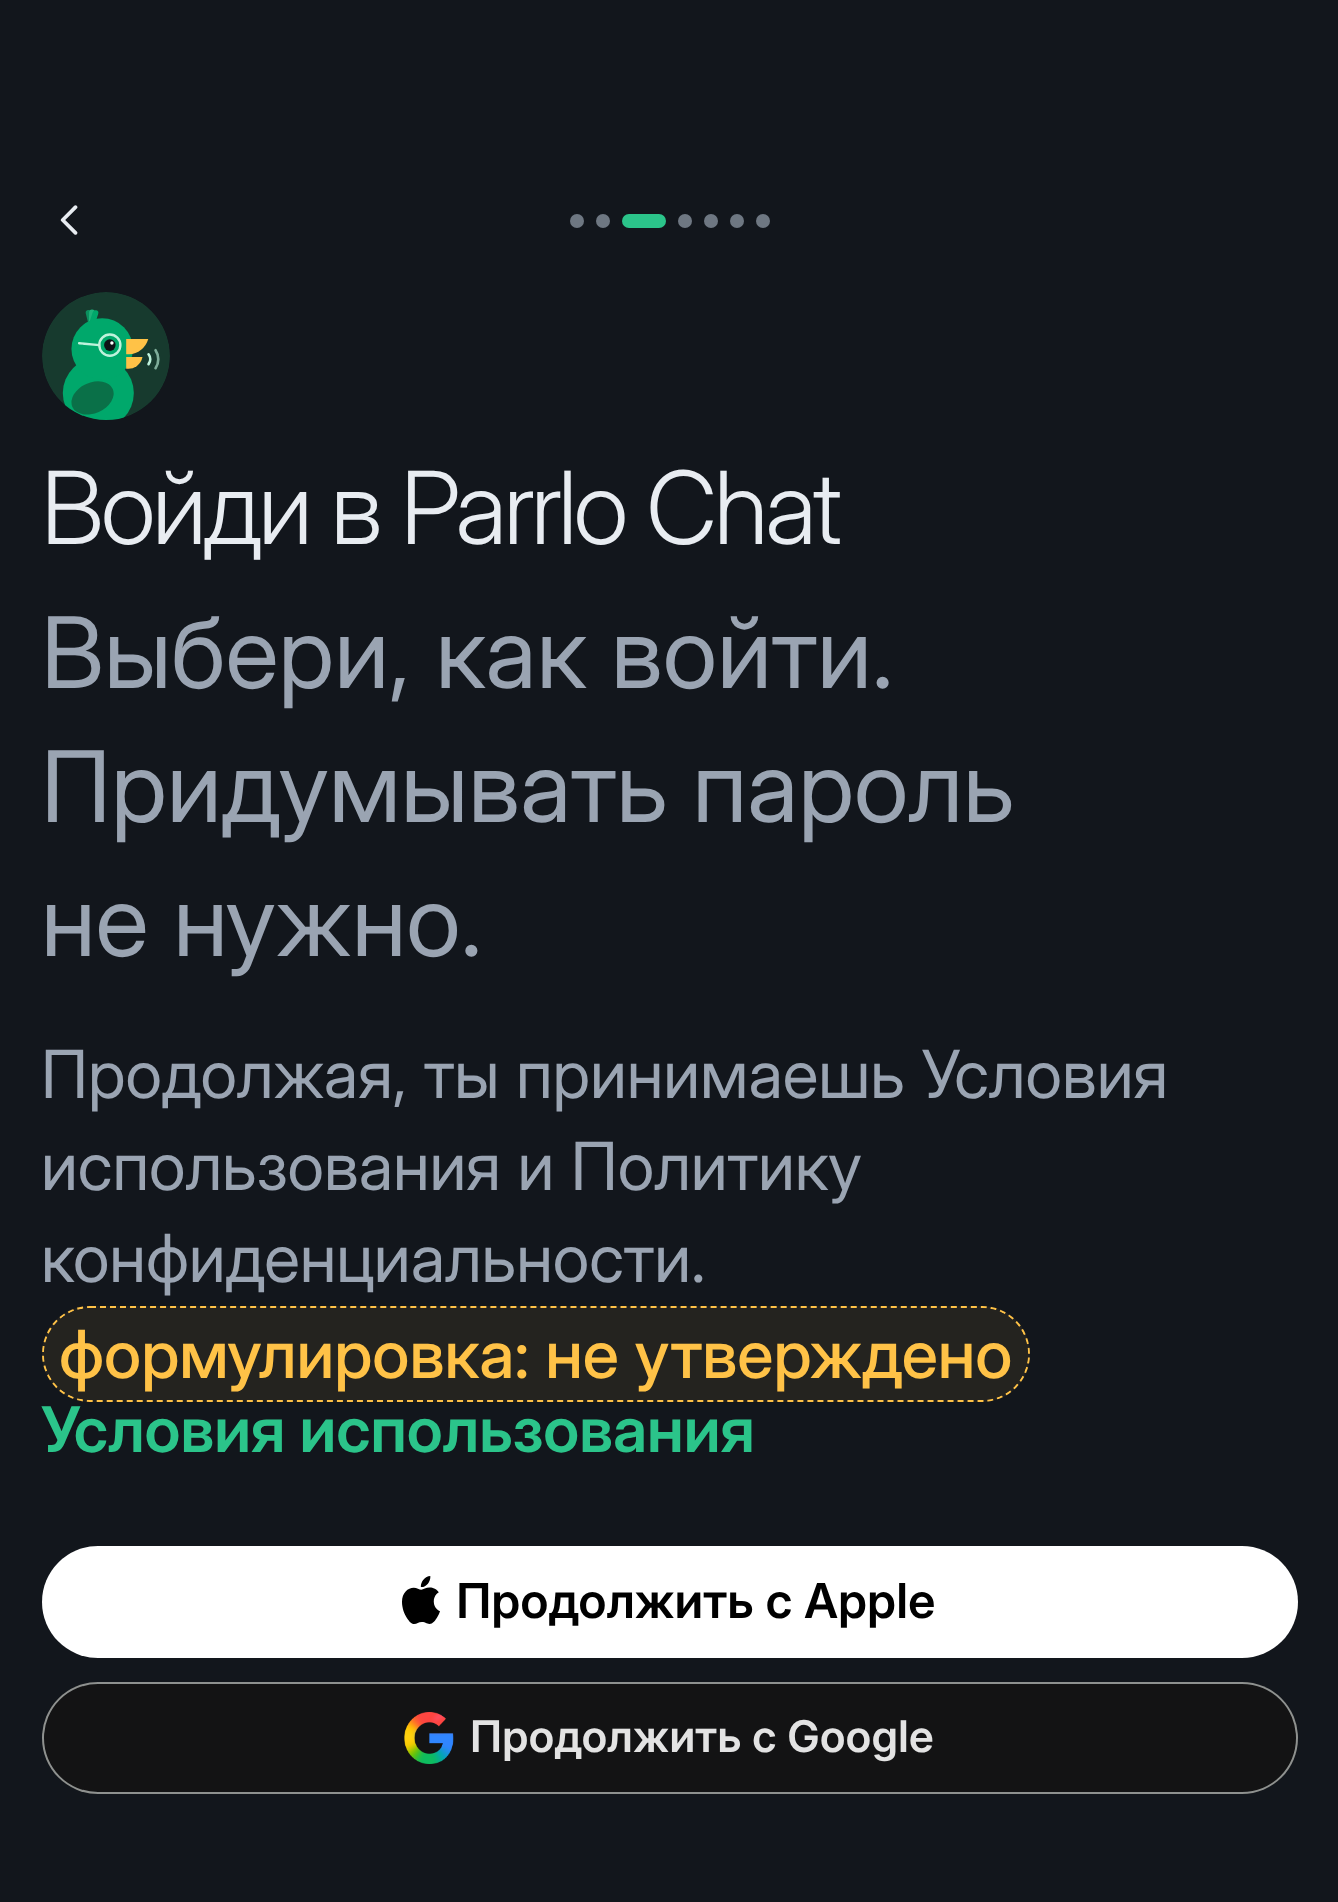 Войди в Parrlo Chat
Выбери, как войти.
Придумывать пароль
не нужно.
Продолжая, ты принимаешь Условия
использования и Политику
конфиденциальности.
формулировка: не утверждено
Условия использования
Продолжить с Apple
Продолжить с Google